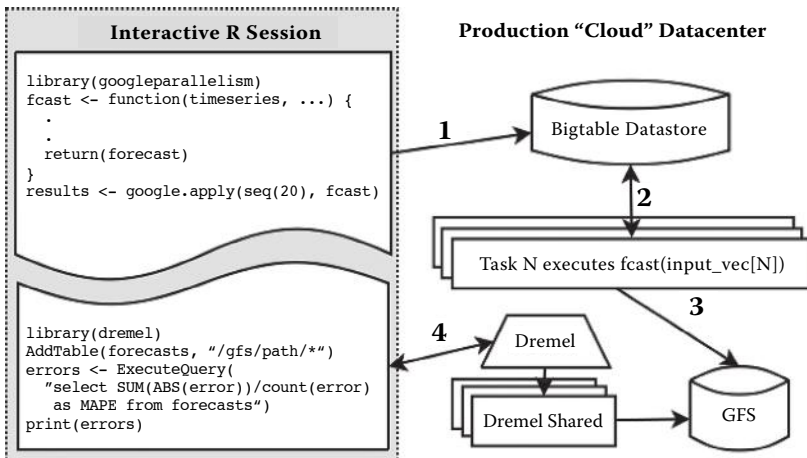 Interactive R Session
library(googleparallelism)
fcast <- function(timeseries, ...) {
.
.
return(forecast)
}
results <- google.apply(seq(20), fcast)
library(dremel)
AddTable(forecasts, “/gfs/path/*“)
errors <- ExecuteQuery(
”select SUM(ABS(error))/count(error)
as MAPE from forecasts“)
print(errors)
Production “Cloud” Datacenter
1
Bigtable Datastore
2
Task N executes fcast(input_vec[N])
3
4
Dremel
Dremel Shared
GFS